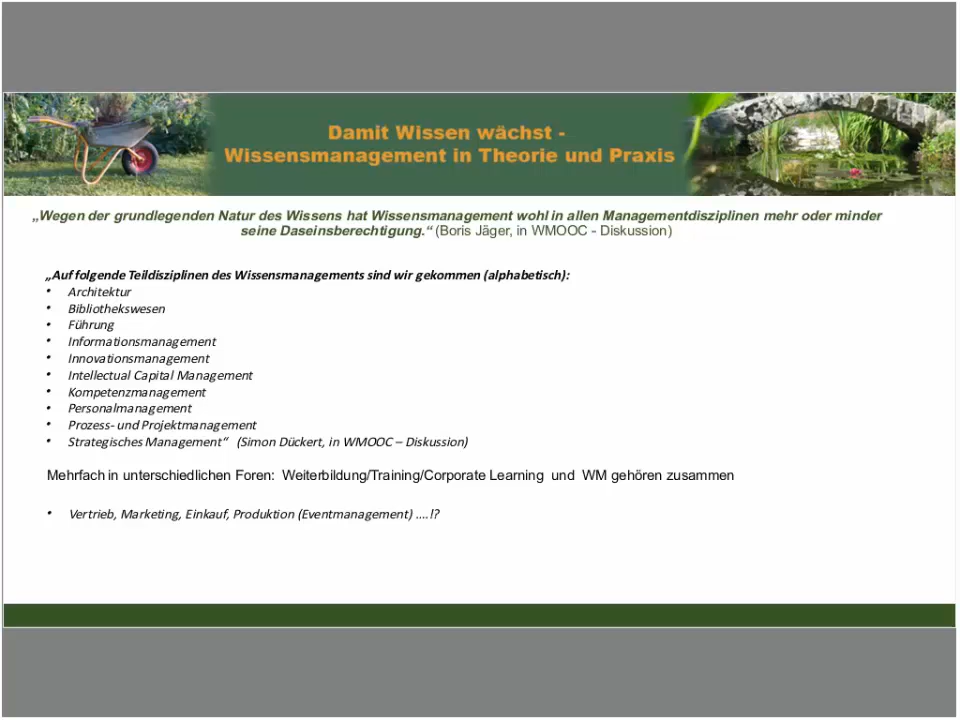 Damit Wissen wächst -
Wissensmanagement in Theorie und Praxis
„Wegen der grundlegenden Natur des Wissens hat Wissensmanagement wohl in allen Managementdisziplinen mehr oder minder
seine Daseinsberechtigung.“ (Boris Jäger, in WMOOC - Diskussion)
„Auf folgende Teildisziplinen des Wissensmanagements sind wir gekommen (alphabetisch):
• Architektur
• Bibliothekswesen
• Führung
• Informationsmanagement
• Innovationsmanagement
• Intellectual Capital Management
• Kompetenzmanagement
• Personalmanagement
• Prozess- und Projektmanagement
• Strategisches Management“ (Simon Dückert, in WMOOC – Diskussion)
Mehrfach in unterschiedlichen Foren: Weiterbildung/Training/Corporate Learning und WM gehören zusammen
• Vertrieb, Marketing, Einkauf, Produktion (Eventmanagement) ....!?